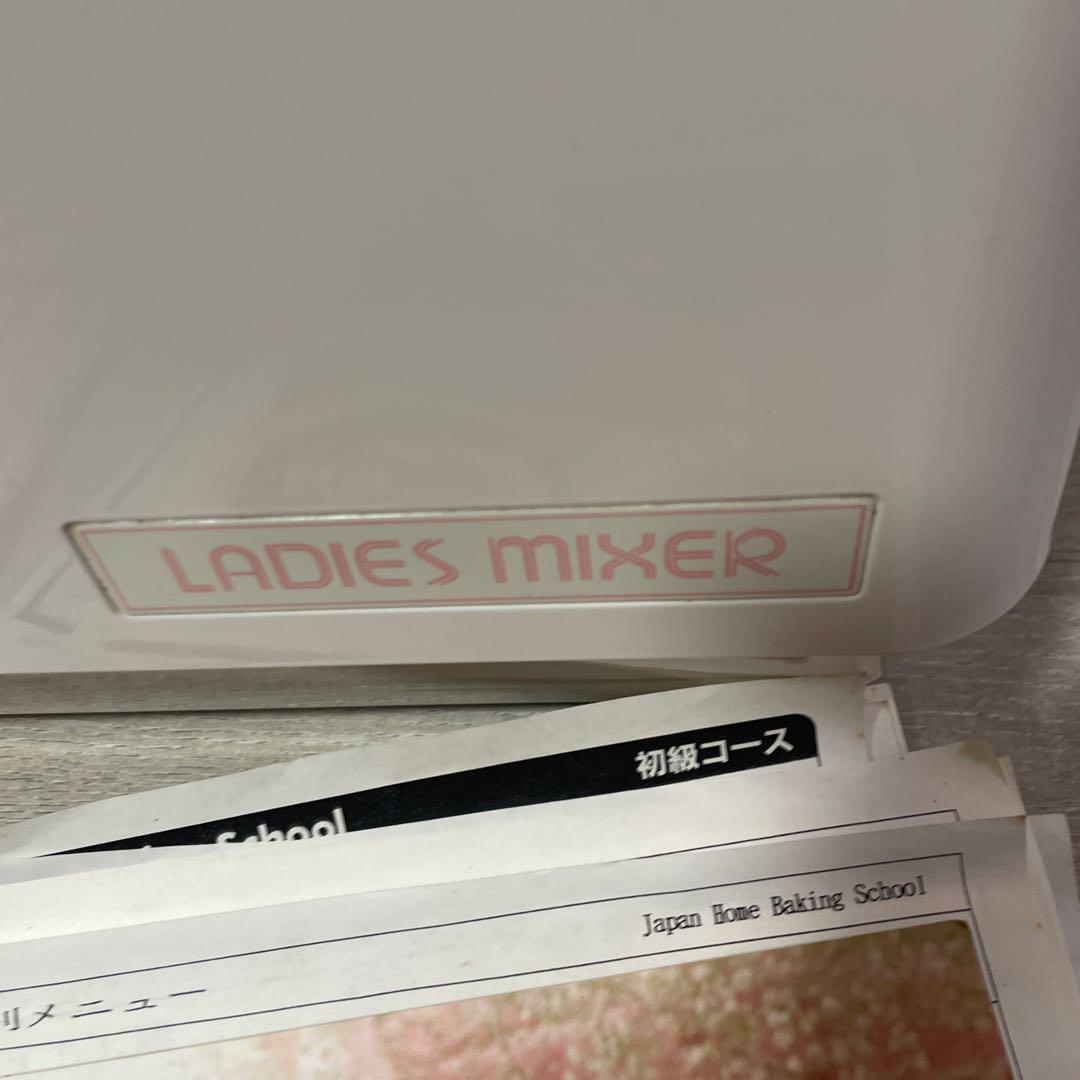 LADIES MIXER
初級コース
School
Japan Home Baking School
メニュー